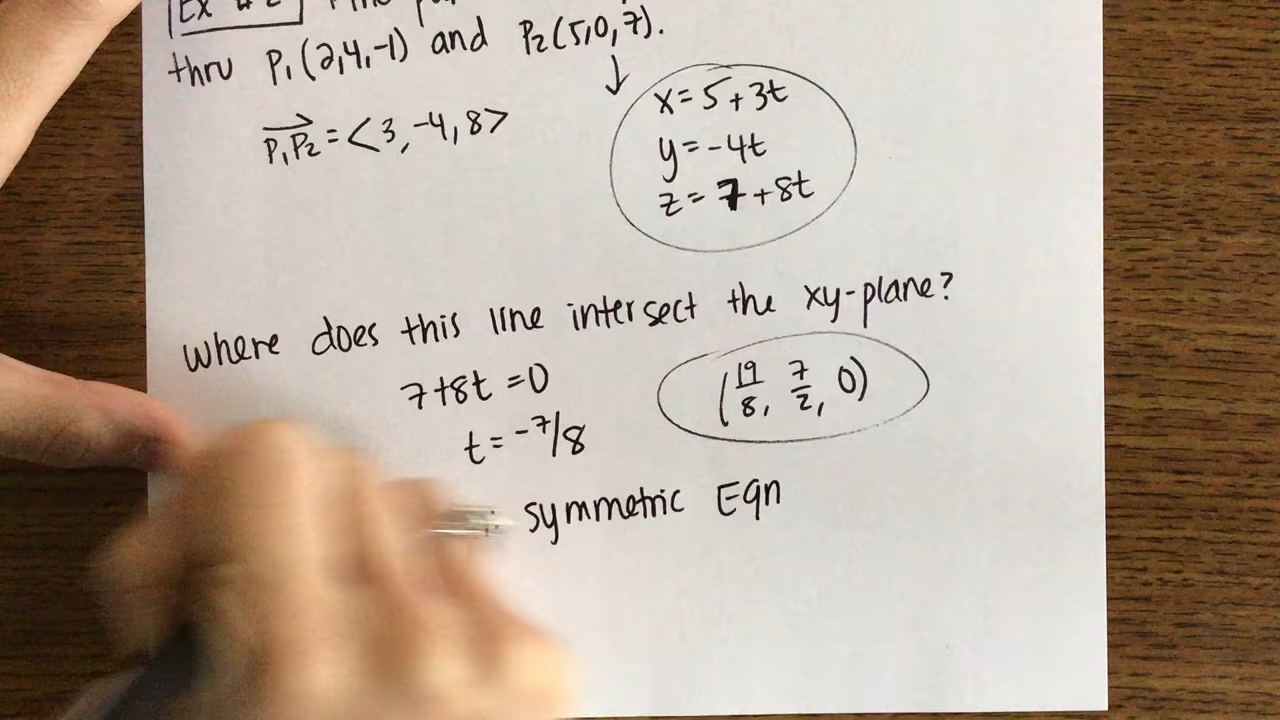 Ex
thru P₁(2,4,-1) and P₂(5,0,7).
↓
P₁P₂ = <3,-4,8>
x=5+3t
y=-4t
z=7+8t
where does this line intersect the xy-plane?
7+8t =0
t = -7/8
(19/8, 7/2, 0)
symmetric Eqn